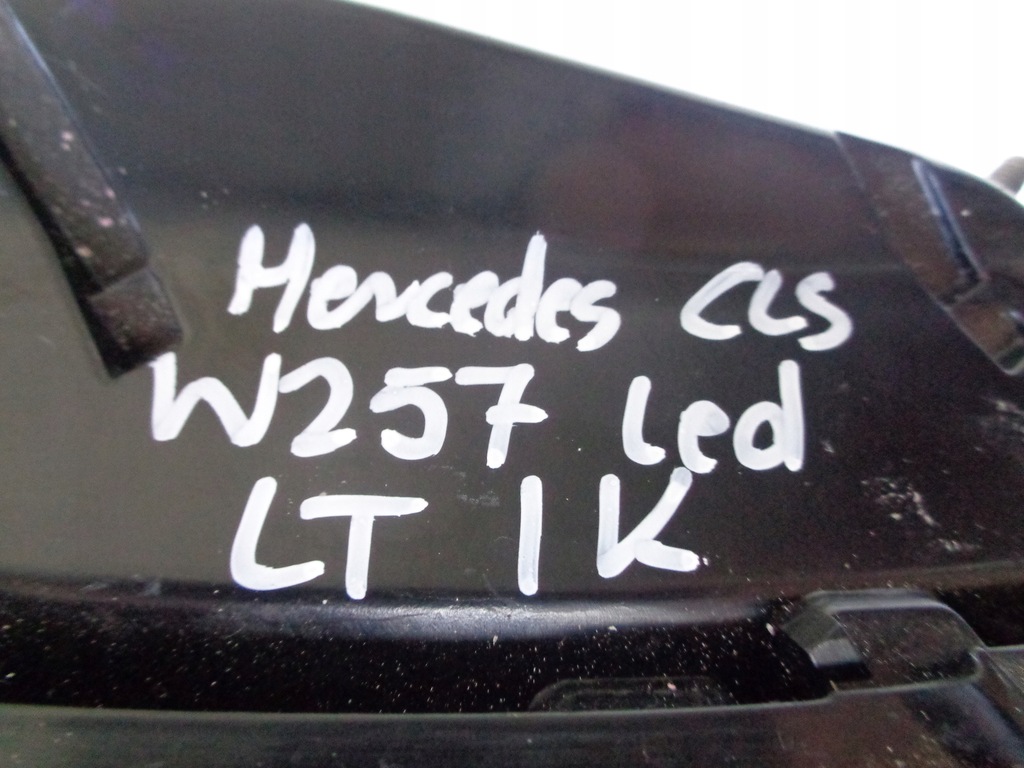 Mercedes CLS
W257 Led
LT 1K